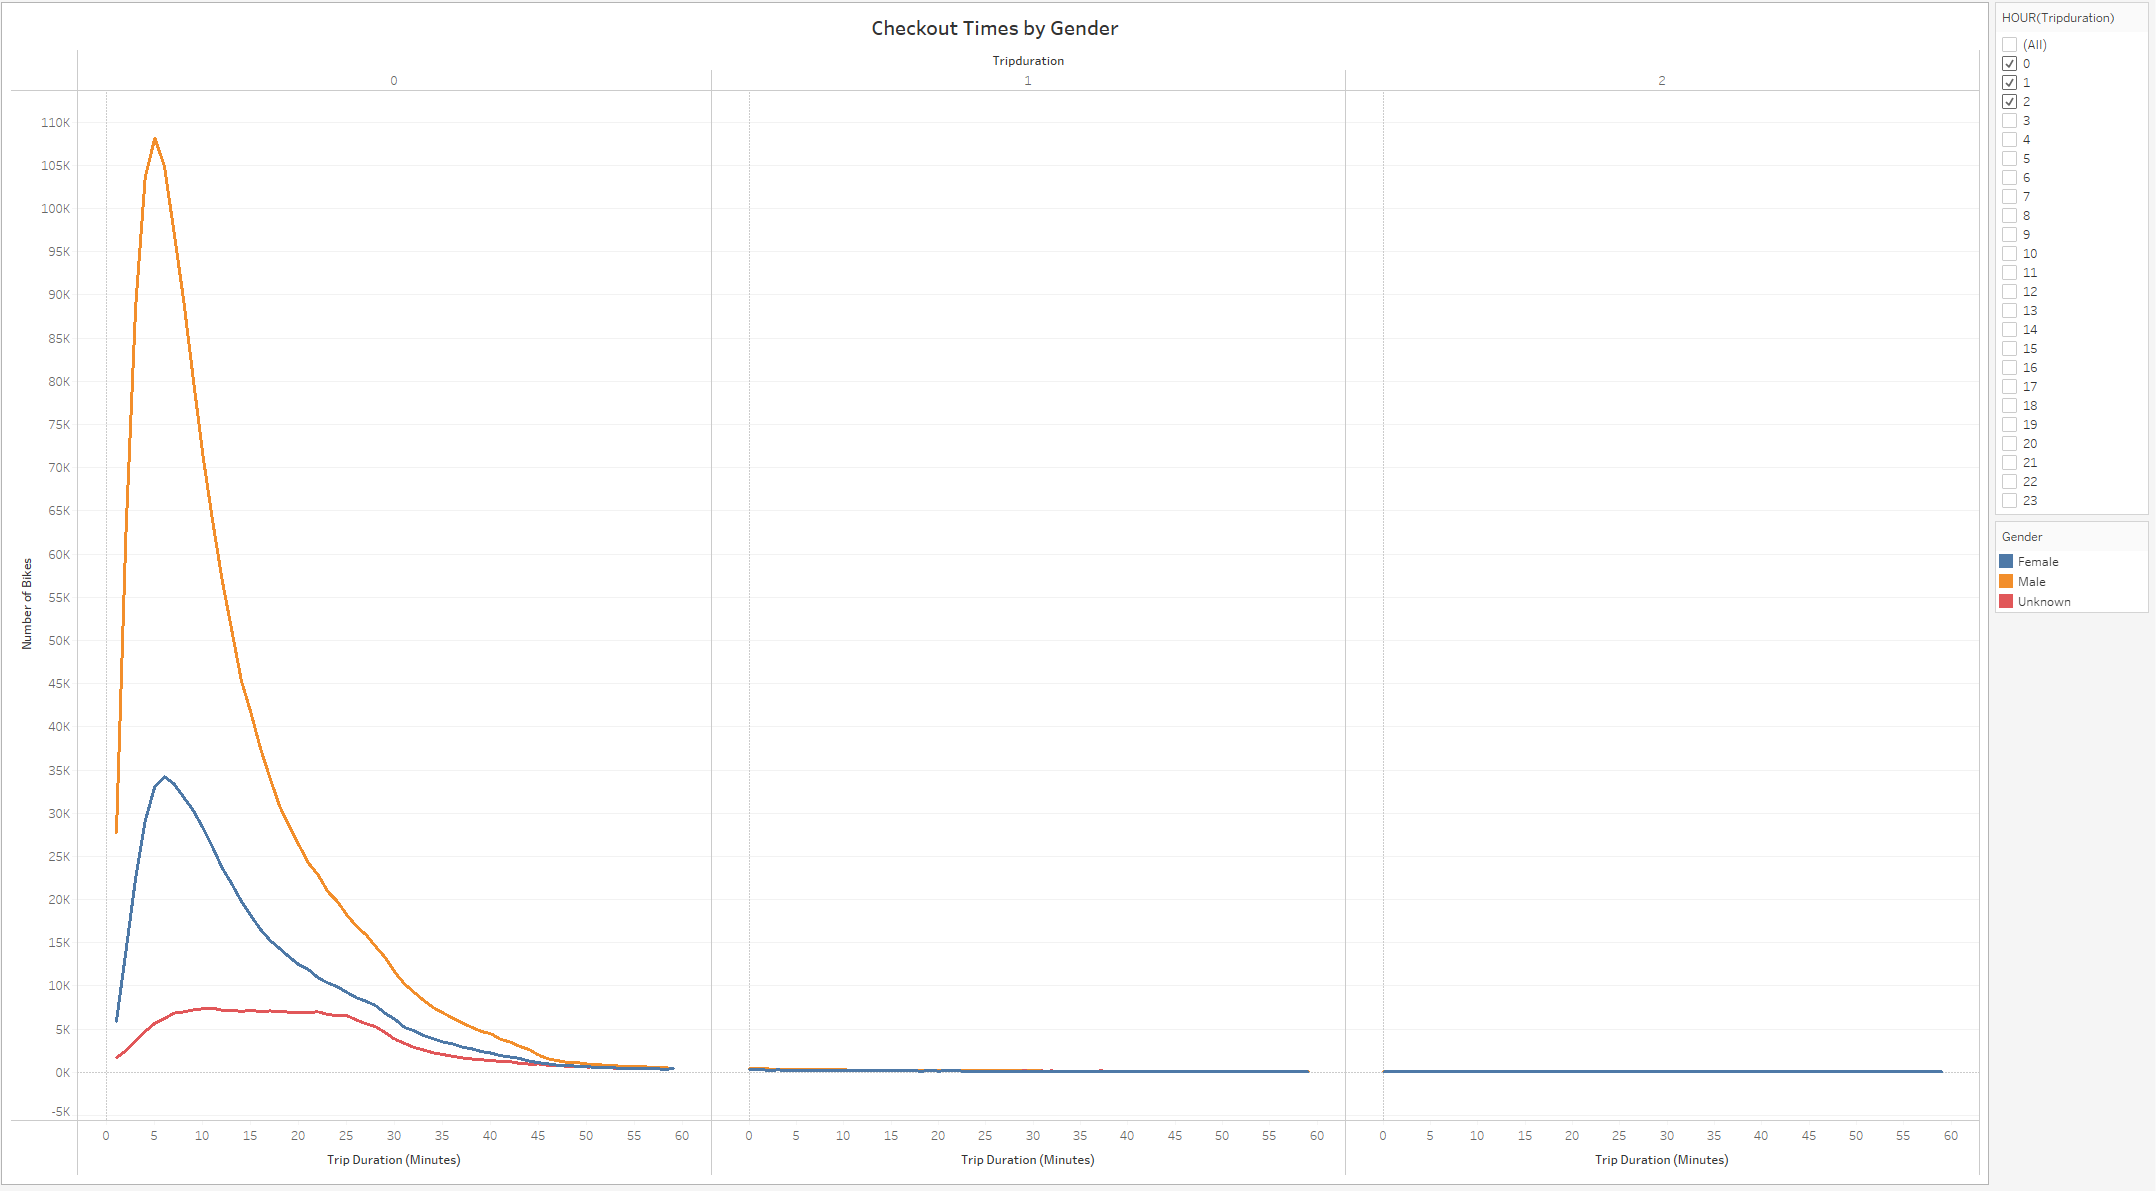 Checkout Times by Gender
Tripduration
0 1 2
110K
105K
100K
95K
90K
85K
80K
75K
70K
65K
60K
55K
50K
45K
40K
35K
30K
25K
20K
15K
10K
5K
0K
-5K
Number of Bikes
0 5 10 15 20 25 30 35 40 45 50 55 60 0 5 10 15 20 25 30 35 40 45 50 55 60 0 5 10 15 20 25 30 35 40 45 50 55 60
Trip Duration (Minutes) Trip Duration (Minutes) Trip Duration (Minutes)
HOUR(Tripduration)
(All)
0
1
2
3
4
5
6
7
8
9
10
11
12
13
14
15
16
17
18
19
20
21
22
23
Gender
Female
Male
Unknown